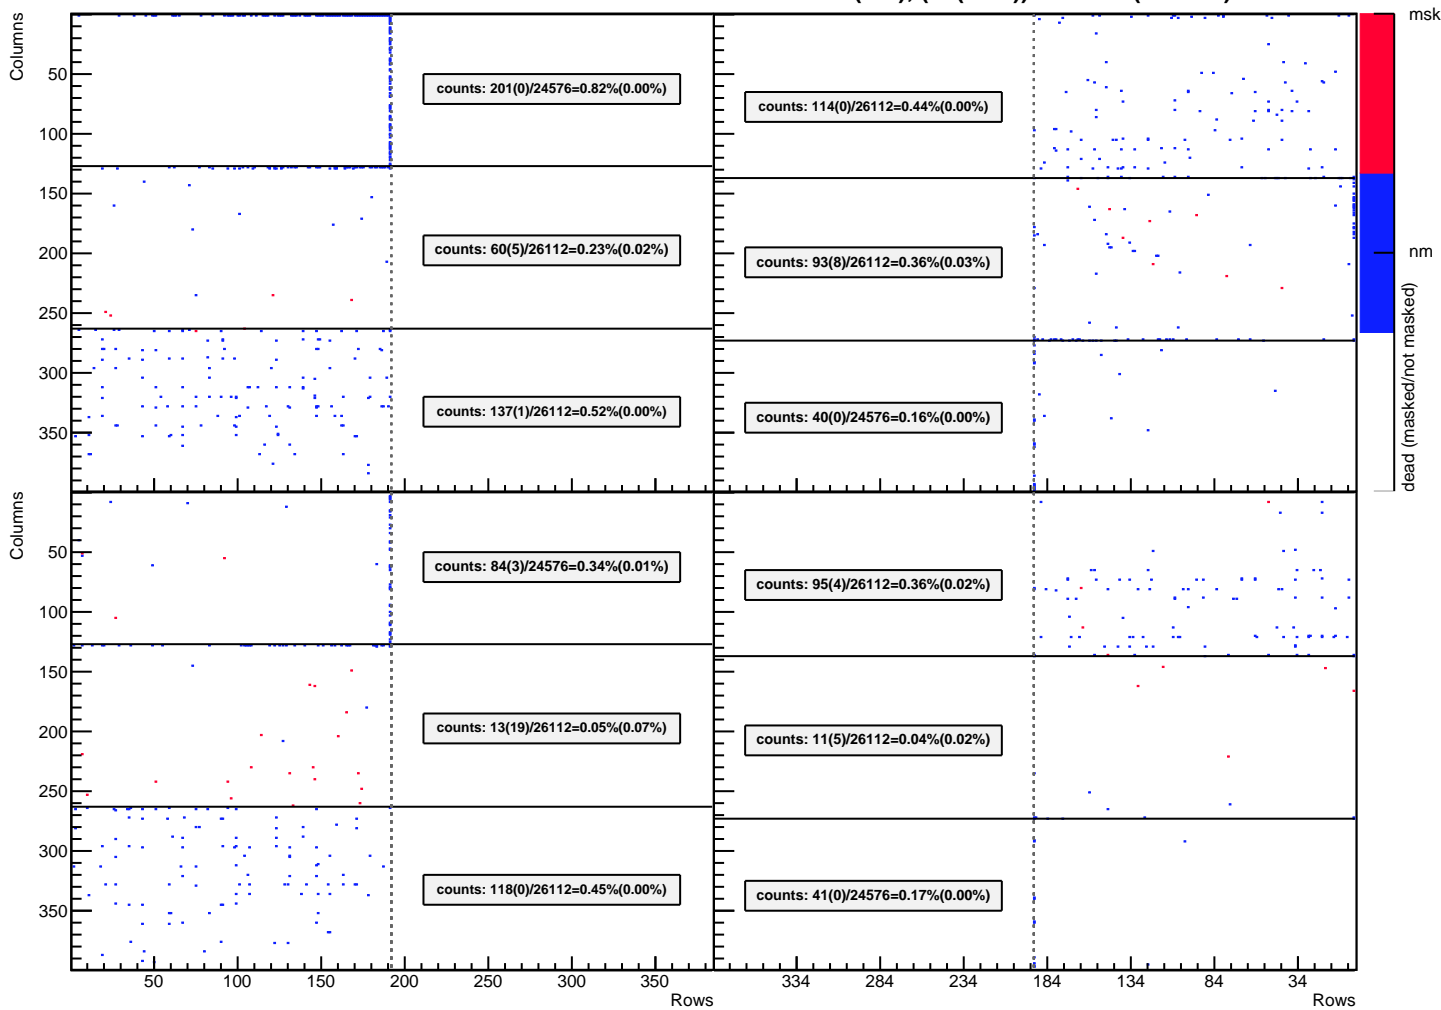 msk
nm
dead (masked/not masked)
Columns
50
100
150
200
250
300
350
counts: 201(0)/24576=0.82%(0.00%)
counts: 60(5)/26112=0.23%(0.02%)
counts: 137(1)/26112=0.52%(0.00%)
counts: 114(0)/26112=0.44%(0.00%)
counts: 93(8)/26112=0.36%(0.03%)
counts: 40(0)/24576=0.16%(0.00%)
Columns
50
100
150
200
250
300
350
counts: 84(3)/24576=0.34%(0.01%)
counts: 13(19)/26112=0.05%(0.07%)
counts: 118(0)/26112=0.45%(0.00%)
counts: 95(4)/26112=0.36%(0.02%)
counts: 11(5)/26112=0.04%(0.02%)
counts: 41(0)/24576=0.17%(0.00%)
50 100 150 200 250 300 350
Rows
334 284 234 184 134 84 34
Rows